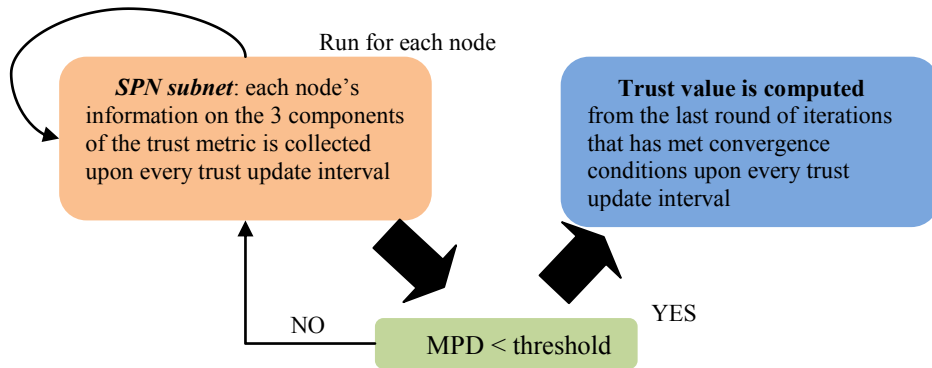 Run for each node
SPN subnet: each node’s
information on the 3 components
of the trust metric is collected
upon every trust update interval
Trust value is computed
from the last round of iterations
that has met convergence
conditions upon every trust
update interval
NO
YES
MPD < threshold